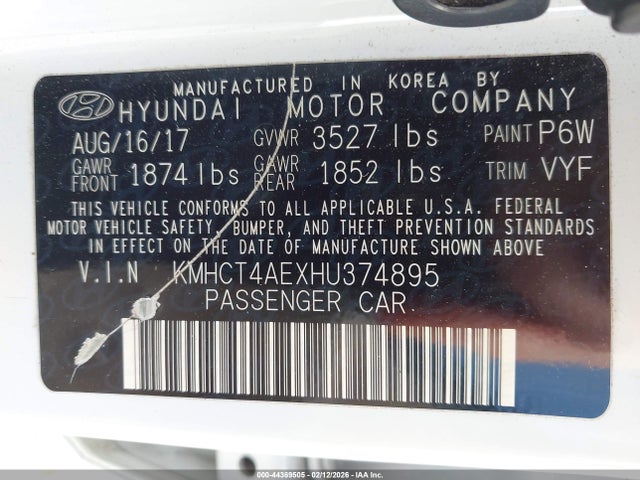 MANUFACTURED IN KOREA BY
HYUNDAI MOTOR COMPANY
AUG/16/17 GVWR 3527 lbs PAINT P6W
GAWR FRONT 1874 lbs GAWR REAR 1852 lbs TRIM VYF
THIS VEHICLE CONFORMS TO ALL APPLICABLE U.S.A. FEDERAL
MOTOR VEHICLE SAFETY, BUMPER, AND THEFT PREVENTION STANDARDS
IN EFFECT ON THE DATE OF MANUFACTURE SHOWN ABOVE
V.I.N KMHCT4AEXHU374895
PASSENGER CAR
000-44369505 - 02/12/2026 - IAA Inc.